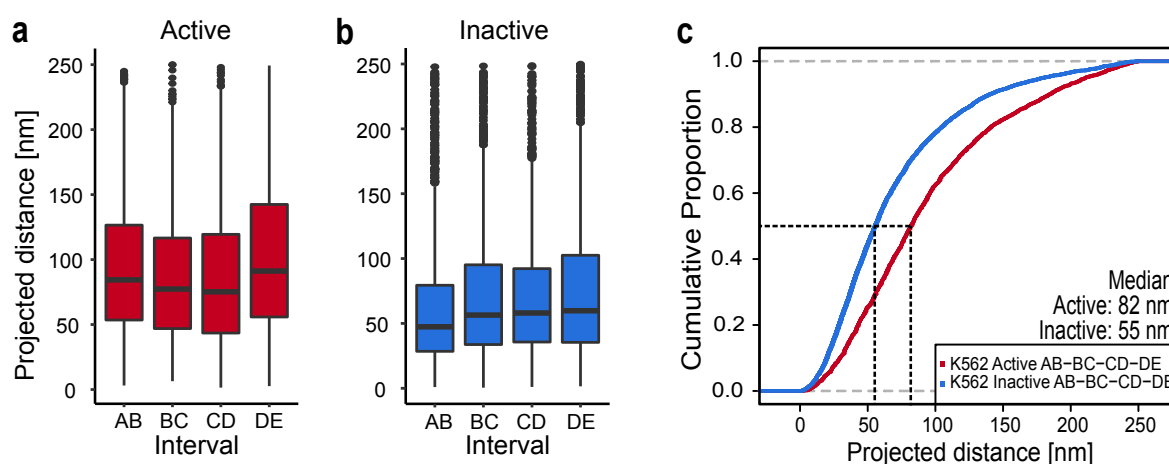 a
Active
Projected distance [nm]
250
200
150
100
50
0
AB BC CD DE
Interval
b
Inactive
250
200
150
100
50
0
AB BC CD DE
Interval
c
Cumulative Proportion
1.0
0.8
0.6
0.4
0.2
0.0
Median
Active: 82 nm
Inactive: 55 nm
K562 Active AB−BC−CD−DE
K562 Inactive AB−BC−CD−DE
0 50 100 150 200 250
Projected distance [nm]